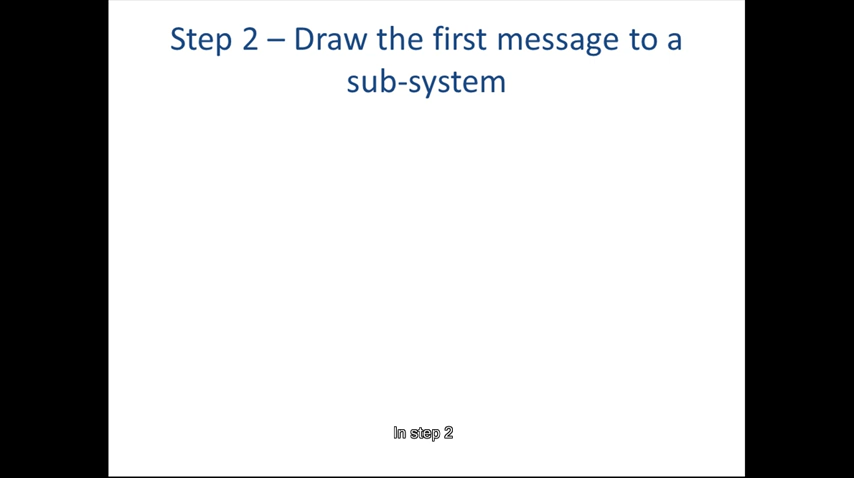 Step 2 – Draw the first message to a
sub-system
In step 2